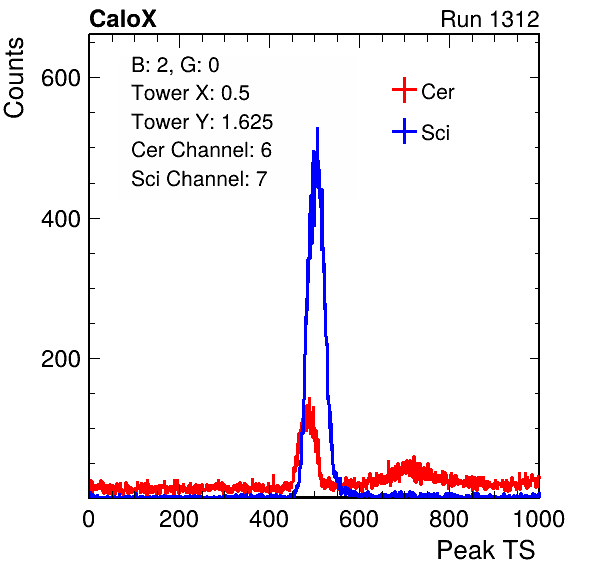 CaloX Run 1312
Counts
600
400
200
B: 2, G: 0
Tower X: 0.5
Tower Y: 1.625
Cer Channel: 6
Sci Channel: 7
Cer
Sci
0 200 400 600 800 1000
Peak TS